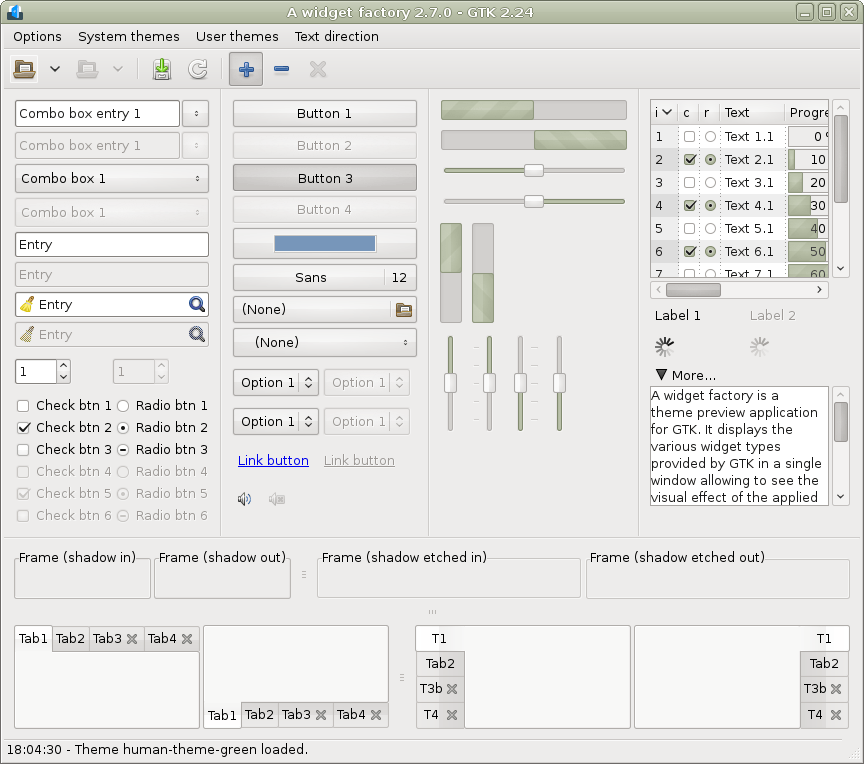 A widget factory 2.7.0 - GTK 2.24
Options System themes User themes Text direction
Combo box entry 1
Combo box entry 1
Combo box 1
Combo box 1
Entry
Entry
Entry
Entry
1 1
Check btn 1 Radio btn 1
Check btn 2 Radio btn 2
Check btn 3 Radio btn 3
Check btn 4 Radio btn 4
Check btn 5 Radio btn 5
Check btn 6 Radio btn 6
Button 1
Button 2
Button 3
Button 4
Sans 12
(None)
(None)
Option 1 Option 1
Option 1 Option 1
Link button Link button
i c r Text Progre
1 Text 1.1 0 %
2 Text 2.1 10
3 Text 3.1 20
4 Text 4.1 30
5 Text 5.1 40
6 Text 6.1 50
7 Text 7.1 60
Label 1 Label 2
More...
A widget factory is a
theme preview application
for GTK. It displays the
various widget types
provided by GTK in a single
window allowing to see the
visual effect of the applied
Frame (shadow in) Frame (shadow out) Frame (shadow etched in) Frame (shadow etched out)
Tab1 Tab2 Tab3 Tab4
Tab1 Tab2 Tab3 Tab4
T1
Tab2
T3b
T4
T1
Tab2
T3b
T4
18:04:30 - Theme human-theme-green loaded.